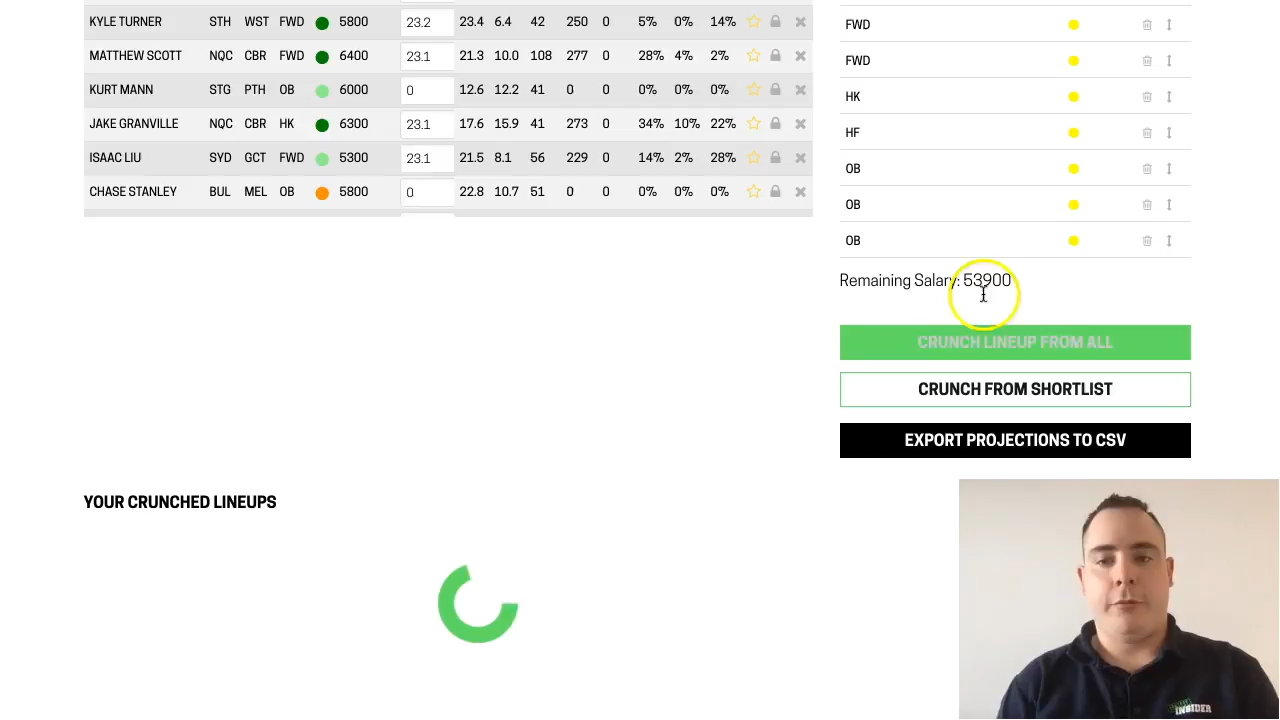 KYLE TURNER STH WST FWD 5800 23.2 23.4 6.4 42 250 0 5% 0% 14%
MATTHEW SCOTT NQC CBR FWD 6400 23.1 21.3 10.0 108 277 0 28% 4% 2%
KURT MANN STG PTH OB 6000 0 12.6 12.2 41 0 0 0% 0% 0%
JAKE GRANVILLE NQC CBR HK 6300 23.1 17.6 15.9 41 273 0 34% 10% 22%
ISAAC LIU SYD GCT FWD 5300 23.1 21.5 8.1 56 229 0 14% 2% 28%
CHASE STANLEY BUL MEL OB 5800 0 22.8 10.7 51 0 0 0% 0% 0%
FWD
FWD
HK
HF
OB
OB
OB
Remaining Salary: 53900
CRUNCH LINEUP FROM ALL
CRUNCH FROM SHORTLIST
EXPORT PROJECTIONS TO CSV
YOUR CRUNCHED LINEUPS
INSIDER